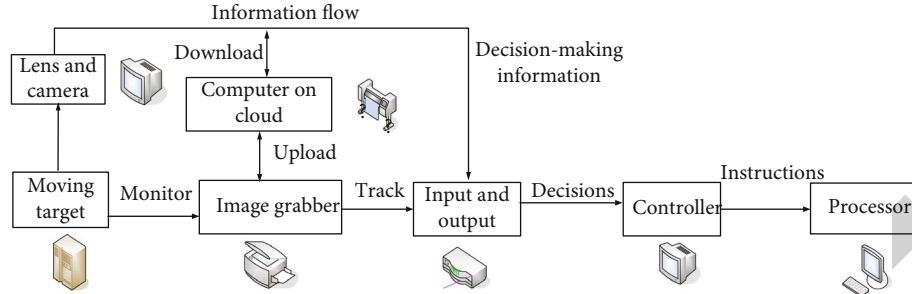 Information flow
Download
Decision-making
information
Lens and
camera
Computer on
cloud
Upload
Moving
target
Monitor
Image grabber
Track
Input and
output
Decisions
Controller
Instructions
Processor